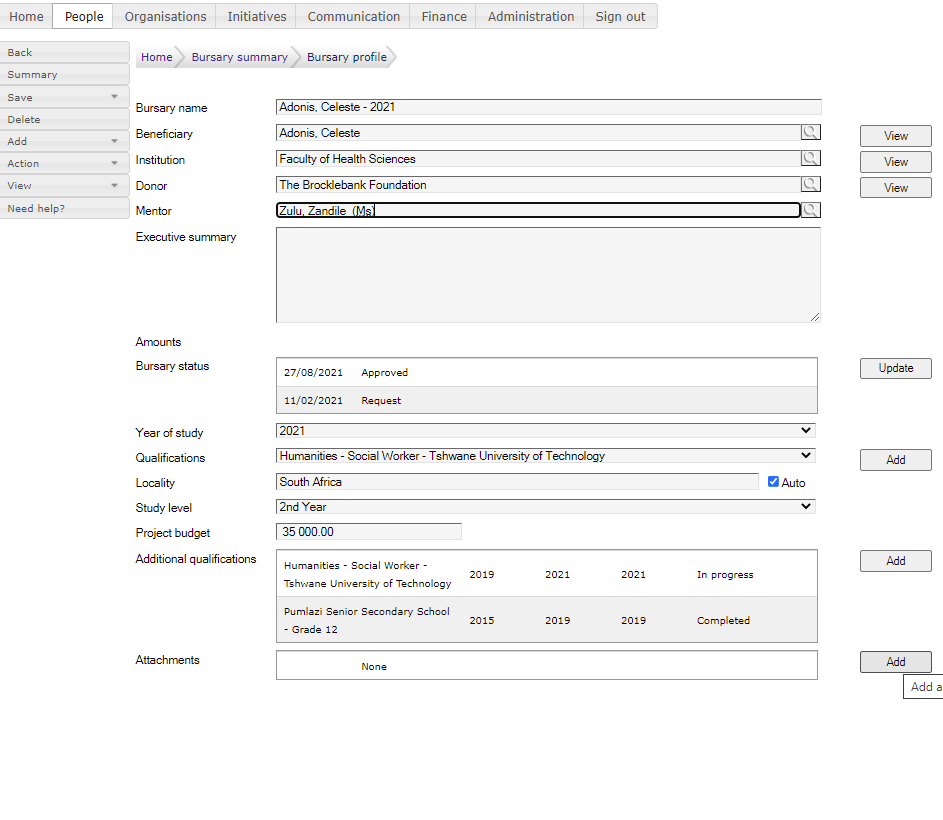 Home People Organisations Initiatives Communication Finance Administration Sign out
Back
Summary
Save
Delete
Add
Action
View
Need help?
Home Bursary summary Bursary profile
Bursary name Adonis, Celeste - 2021
Beneficiary Adonis, Celeste View
Institution Faculty of Health Sciences View
Donor The Brocklebank Foundation View
Mentor Zulu, Zandile (Ms)
Executive summary
Amounts
Bursary status 27/08/2021 Approved Update
11/02/2021 Request
Year of study 2021
Qualifications Humanities - Social Worker - Tshwane University of Technology Add
Locality South Africa Auto
Study level 2nd Year
Project budget 35 000.00
Additional qualifications Humanities - Social Worker -
Tshwane University of Technology 2019 2021 2021 In progress Add
Pumlazi Senior Secondary School
- Grade 12 2015 2019 2019 Completed
Attachments None Add
Add a